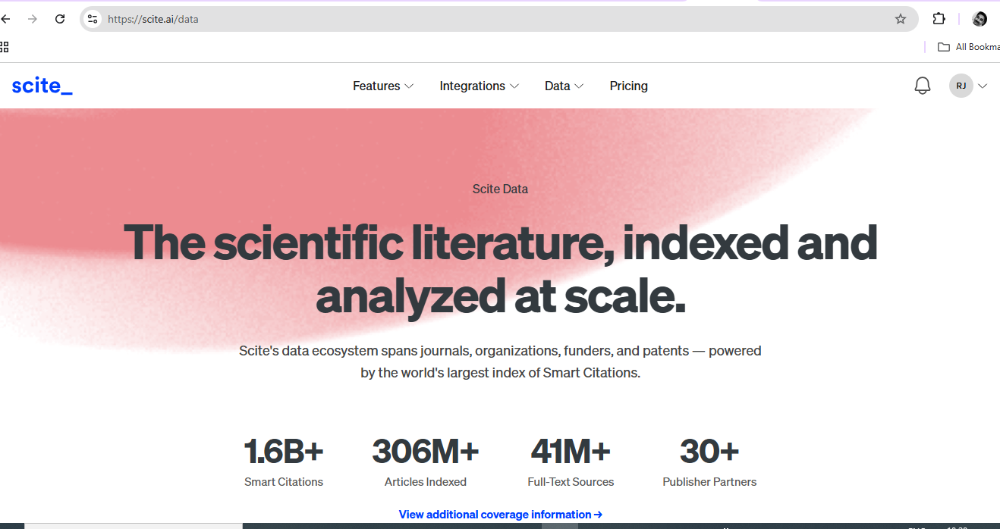 https://scite.ai/data
All Bookma
scite_
Features
Integrations
Data
Pricing
RJ
Scite Data
The scientific literature, indexed and
analyzed at scale.
Scite's data ecosystem spans journals, organizations, funders, and patents — powered
by the world's largest index of Smart Citations.
1.6B+ 306M+ 41M+ 30+
Smart Citations Articles Indexed Full-Text Sources Publisher Partners
View additional coverage information →